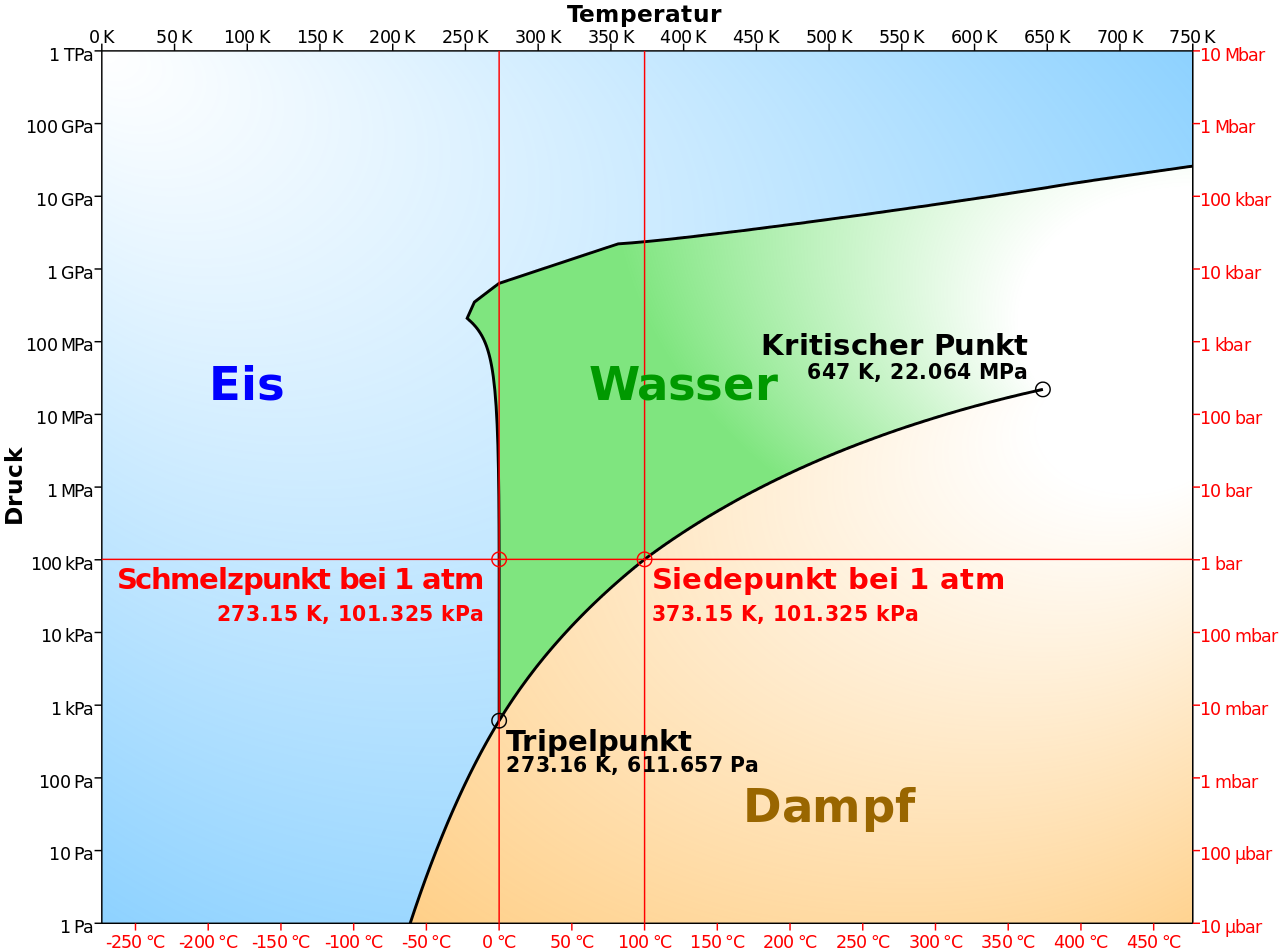 Temperatur
0 K 50 K 100 K 150 K 200 K 250 K 300 K 350 K 400 K 450 K 500 K 550 K 600 K 650 K 700 K 750 K
1 TPa 10 Mbar
100 GPa 1 Mbar
10 GPa 100 kbar
1 GPa 10 kbar
100 MPa 1 kbar
Kritischer Punkt
647 K, 22.064 MPa
Eis Wasser
10 MPa 100 bar
Druck
1 MPa 10 bar
100 kPa 1 bar
Schmelzpunkt bei 1 atm Siedepunkt bei 1 atm
273.15 K, 101.325 kPa 373.15 K, 101.325 kPa
10 kPa 100 mbar
1 kPa 10 mbar
Tripelpunkt
273.16 K, 611.657 Pa
100 Pa 1 mbar
Dampf
10 Pa 100 µbar
1 Pa 10 µbar
-250 °C -200 °C -150 °C -100 °C -50 °C 0 °C 50 °C 100 °C 150 °C 200 °C 250 °C 300 °C 350 °C 400 °C 450 °C